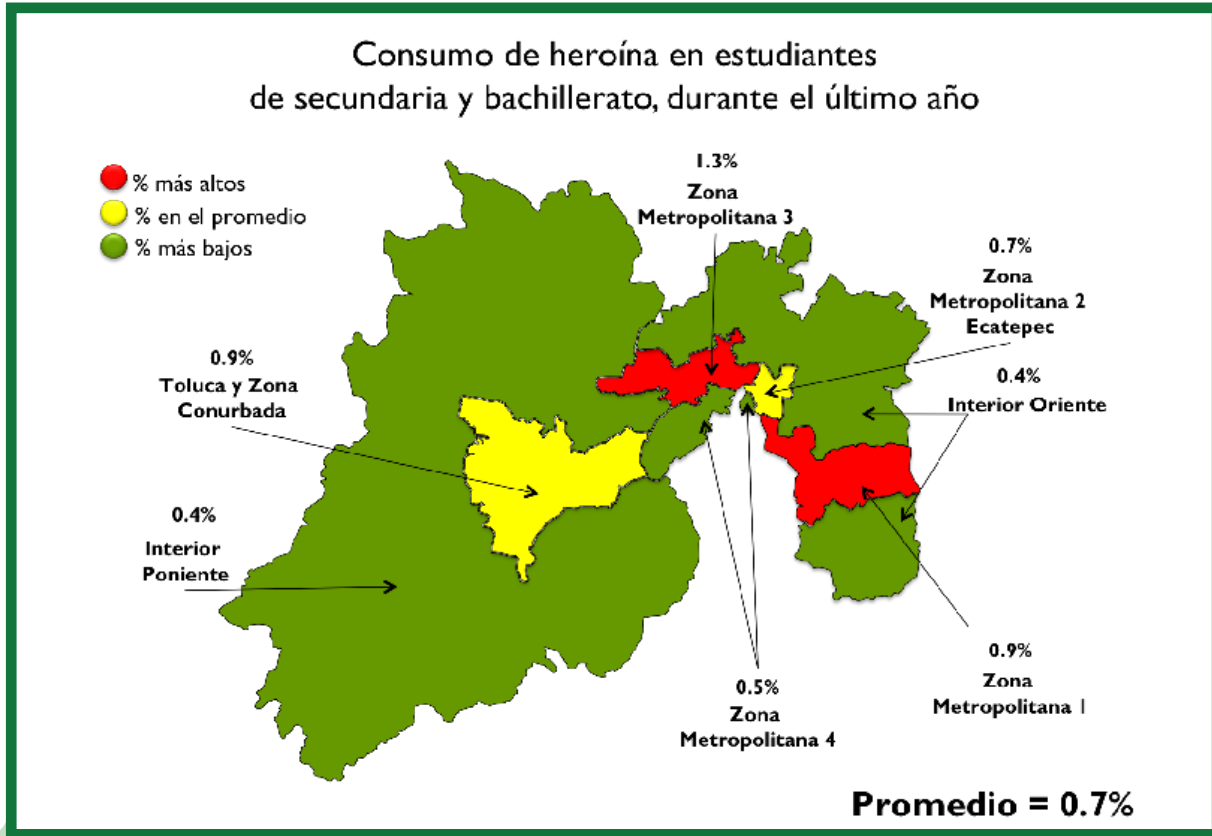 Consumo de heroína en estudiantes
de secundaria y bachillerato, durante el último año
% más altos
% en el promedio
% más bajos
1.3%
Zona
Metropolitana 3
0.7%
Zona
Metropolitana 2
Ecatepec
0.9%
Toluca y Zona
Conurbada
0.4%
Interior Oriente
0.4%
Interior
Poniente
0.5%
Zona
Metropolitana 4
0.9%
Zona
Metropolitana 1
Promedio = 0.7%